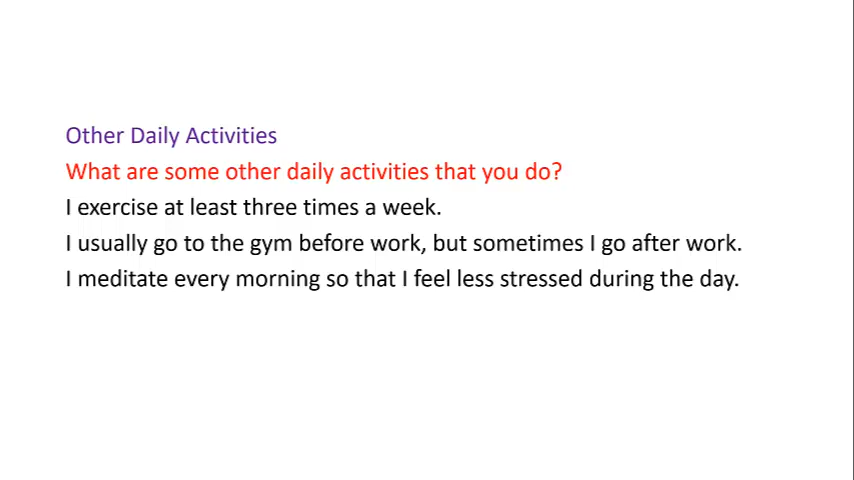 Other Daily Activities
What are some other daily activities that you do?
I exercise at least three times a week.
I usually go to the gym before work, but sometimes I go after work.
I meditate every morning so that I feel less stressed during the day.